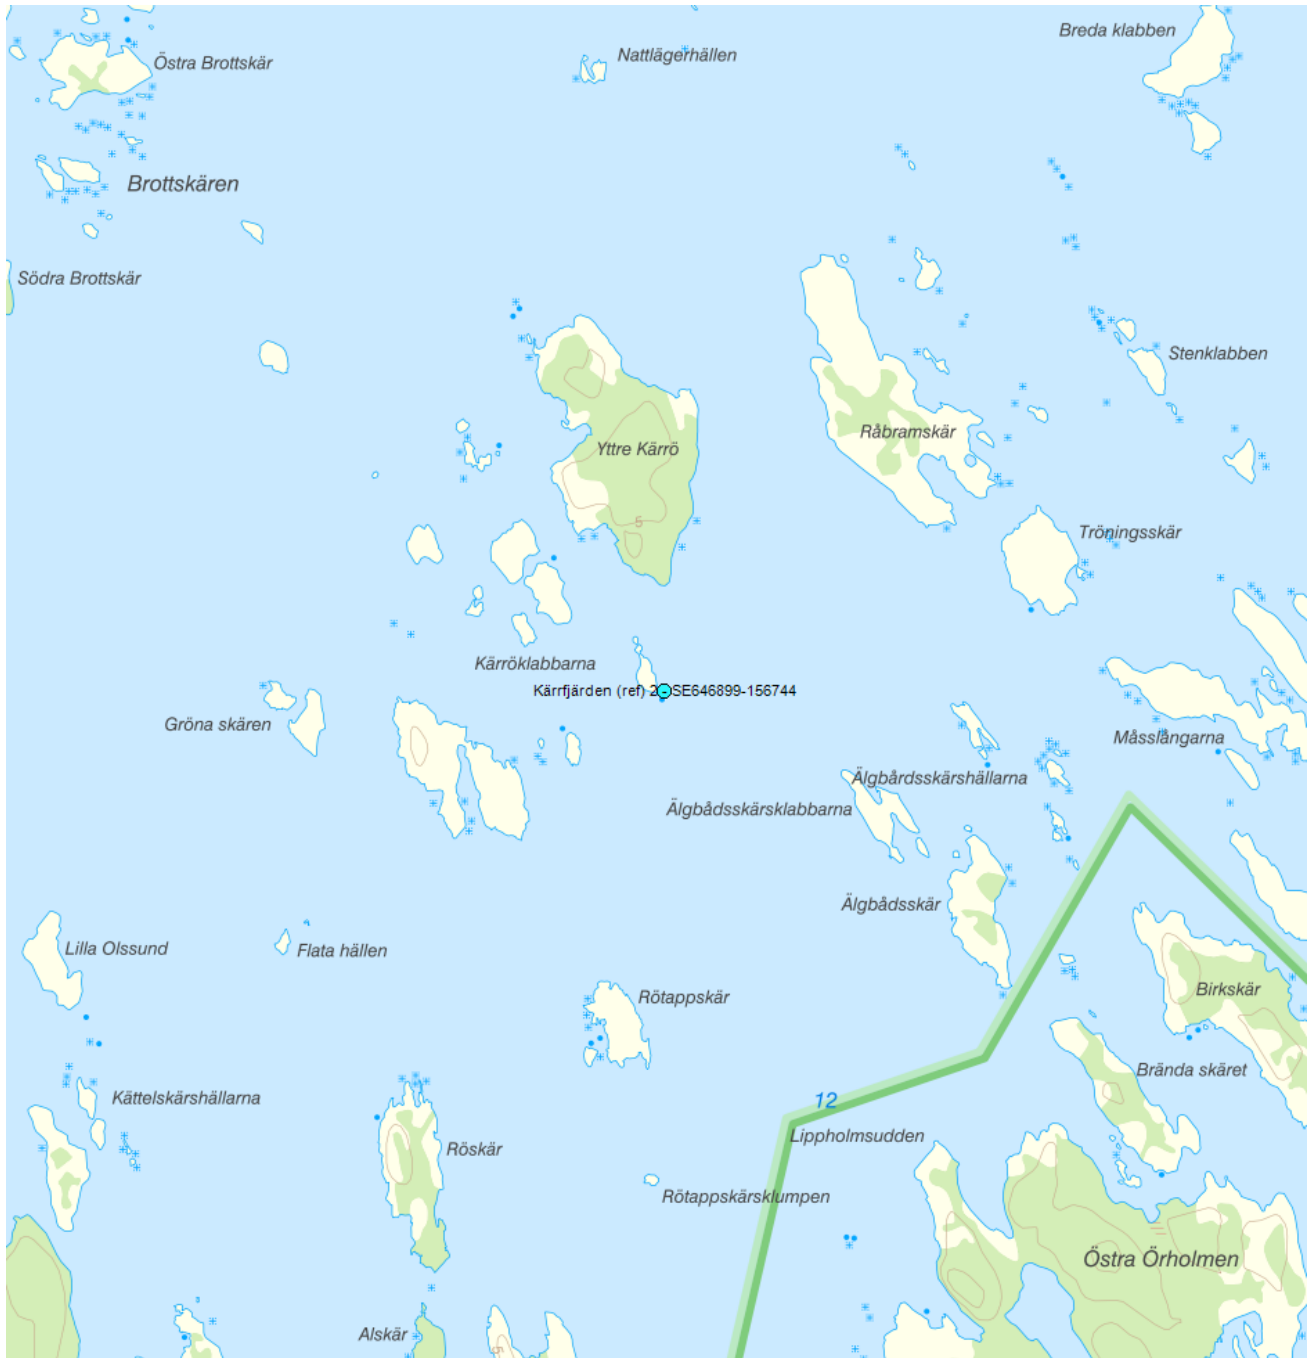 Breda klabben
Nattlägerhällen
Östra Brottskär
Brottskären
Södra Brottskär
Stenklabben
Råbramskär
Yttre Kärrö
5
Tröningsskär
Kärröklabbarna
Kärrfjärden (ref) 2 - SE646899-156744
Gröna skären
Måsslångarna
Älgbårdsskärshällarna
Älgbådsskärsklabbarna
Älgbådsskär
Lilla Olssund
Flata hällen
Rötappskär
Birkskär
Brända skäret
Kättelskärshällarna
12
Lippholmsudden
Röskär
Rötappskärsklumpen
Östra Örholmen
Alskär
5